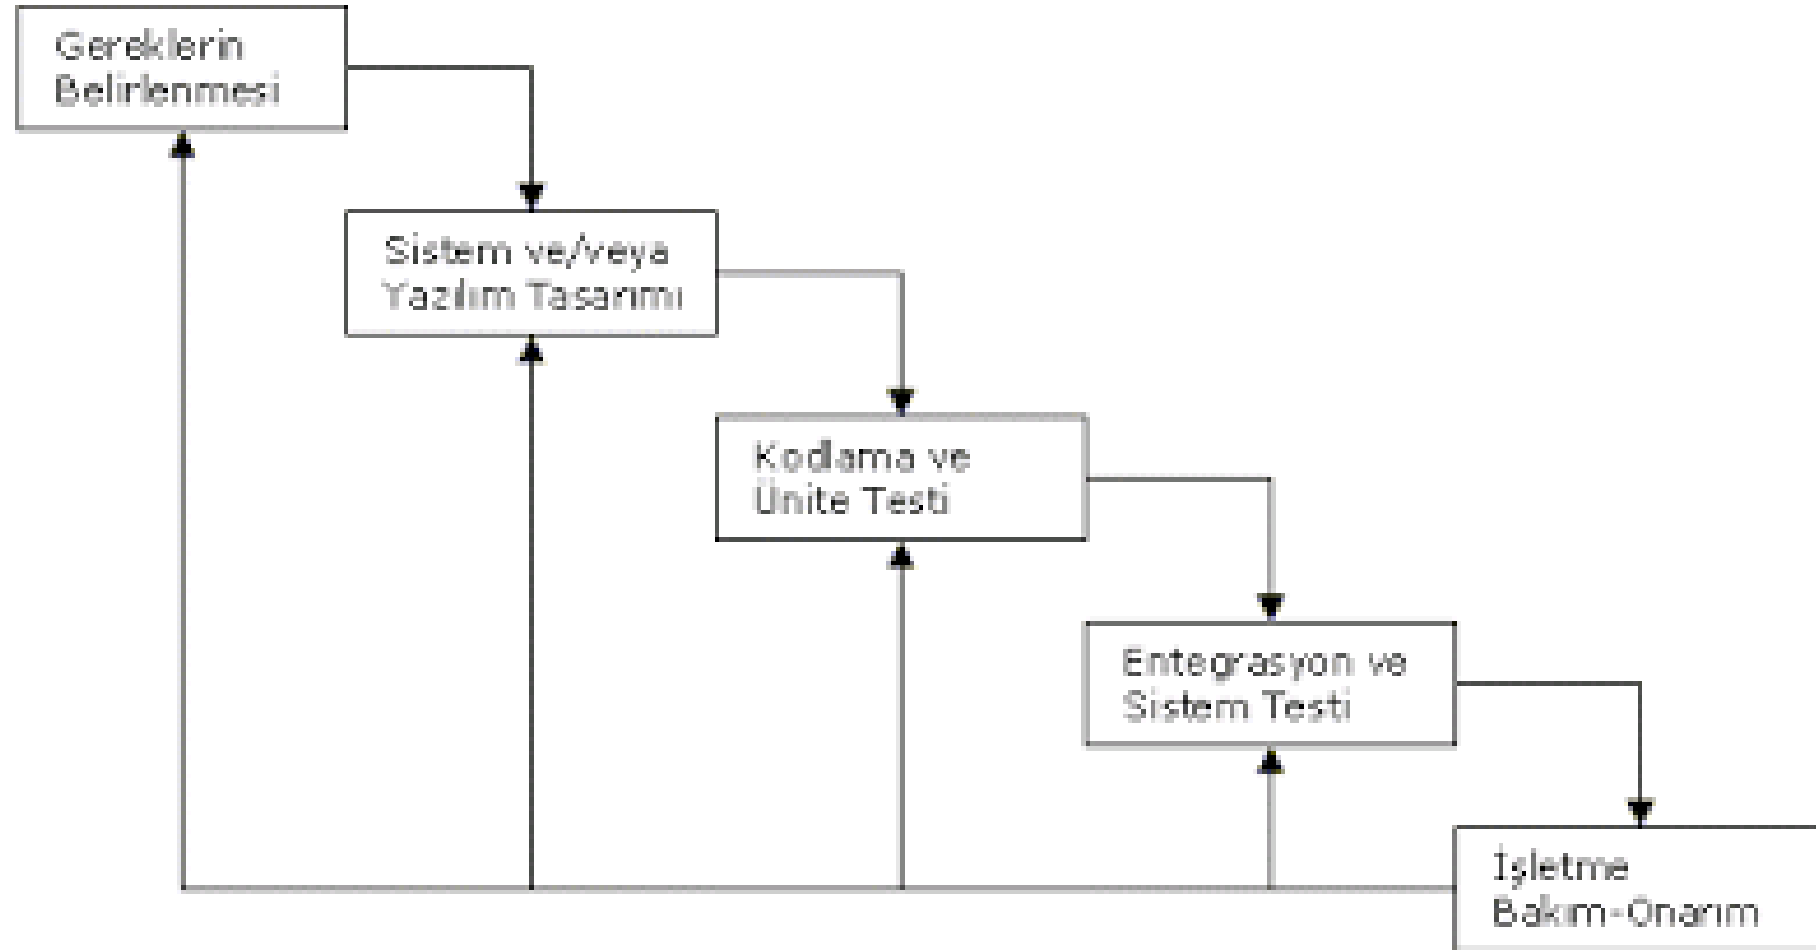 Gereklerin
Belirlenmesi
Sistem ve/veya
Yazılım Tasarımı
Kodlama ve
Ünite Testi
Entegrasyon ve
Sistem Testi
İşletme
Bakım-Onarım